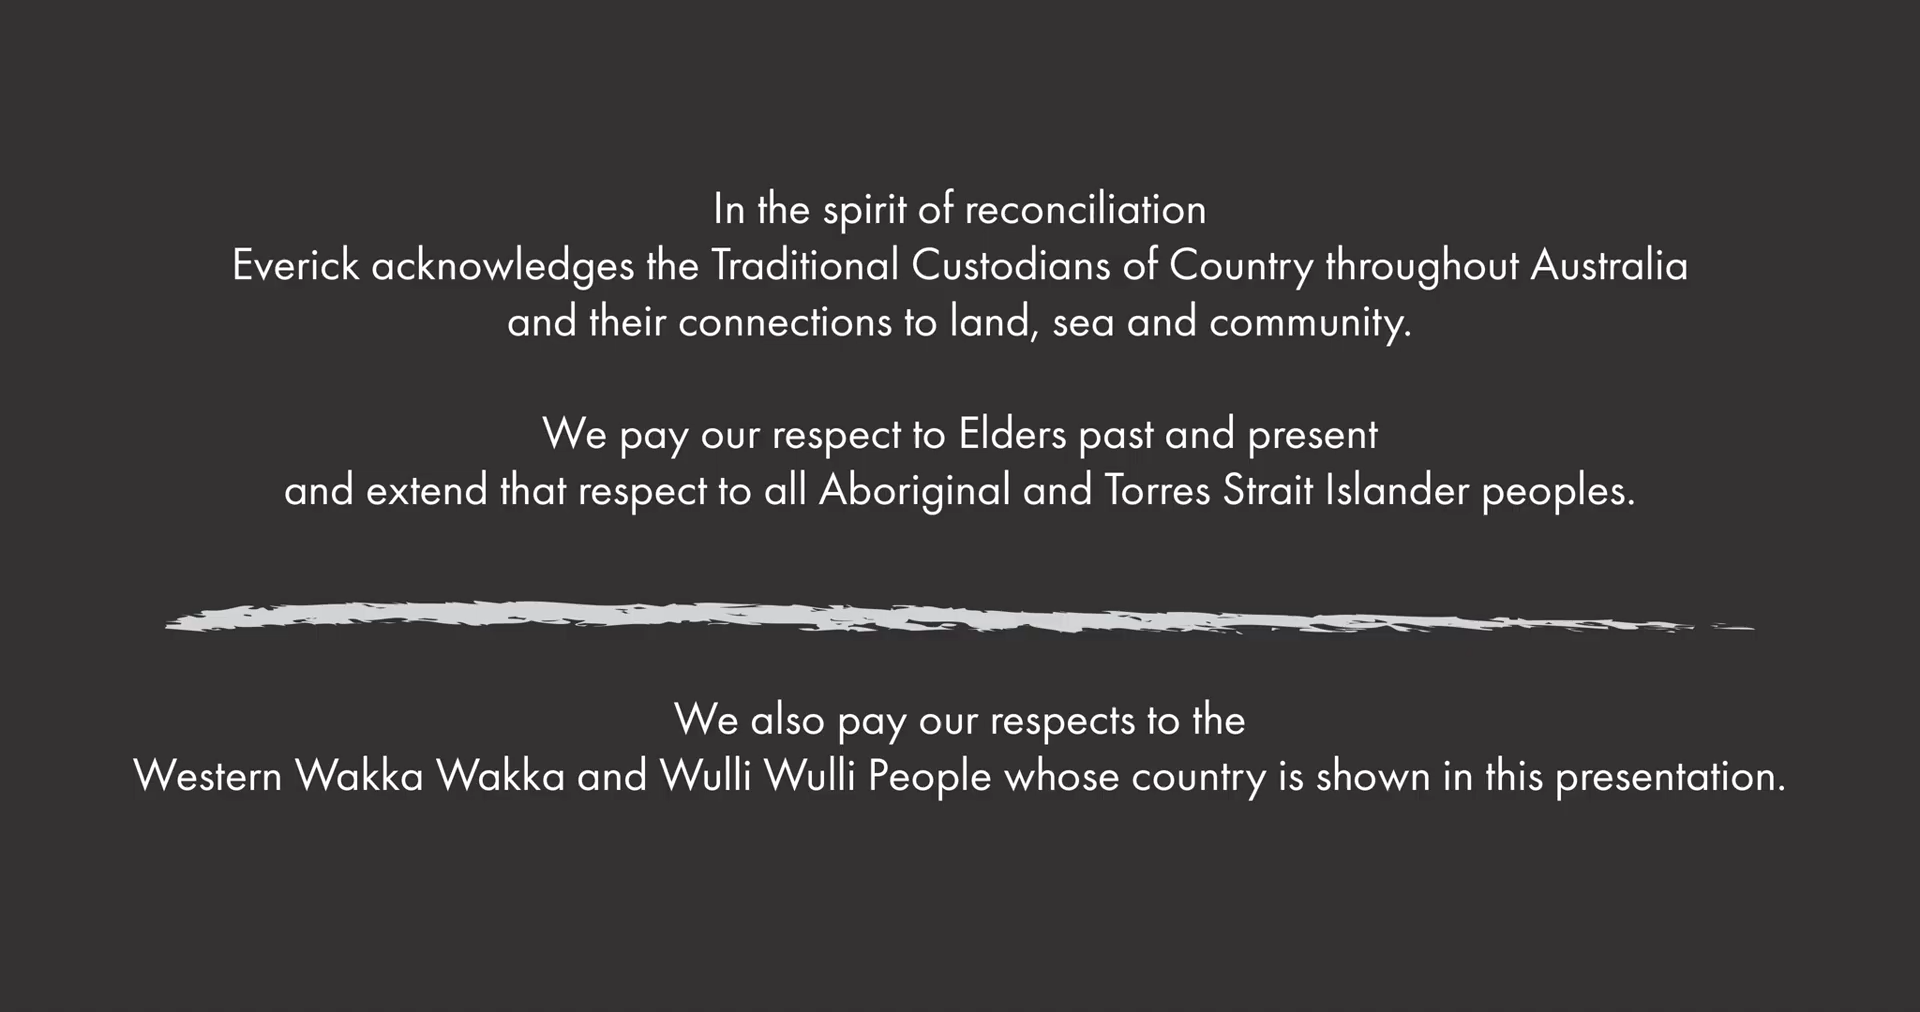 In the spirit of reconciliation
Everick acknowledges the Traditional Custodians of Country throughout Australia
and their connections to land, sea and community.
We pay our respect to Elders past and present
and extend that respect to all Aboriginal and Torres Strait Islander peoples.
We also pay our respects to the
Western Wakka Wakka and Wulli Wulli People whose country is shown in this presentation.